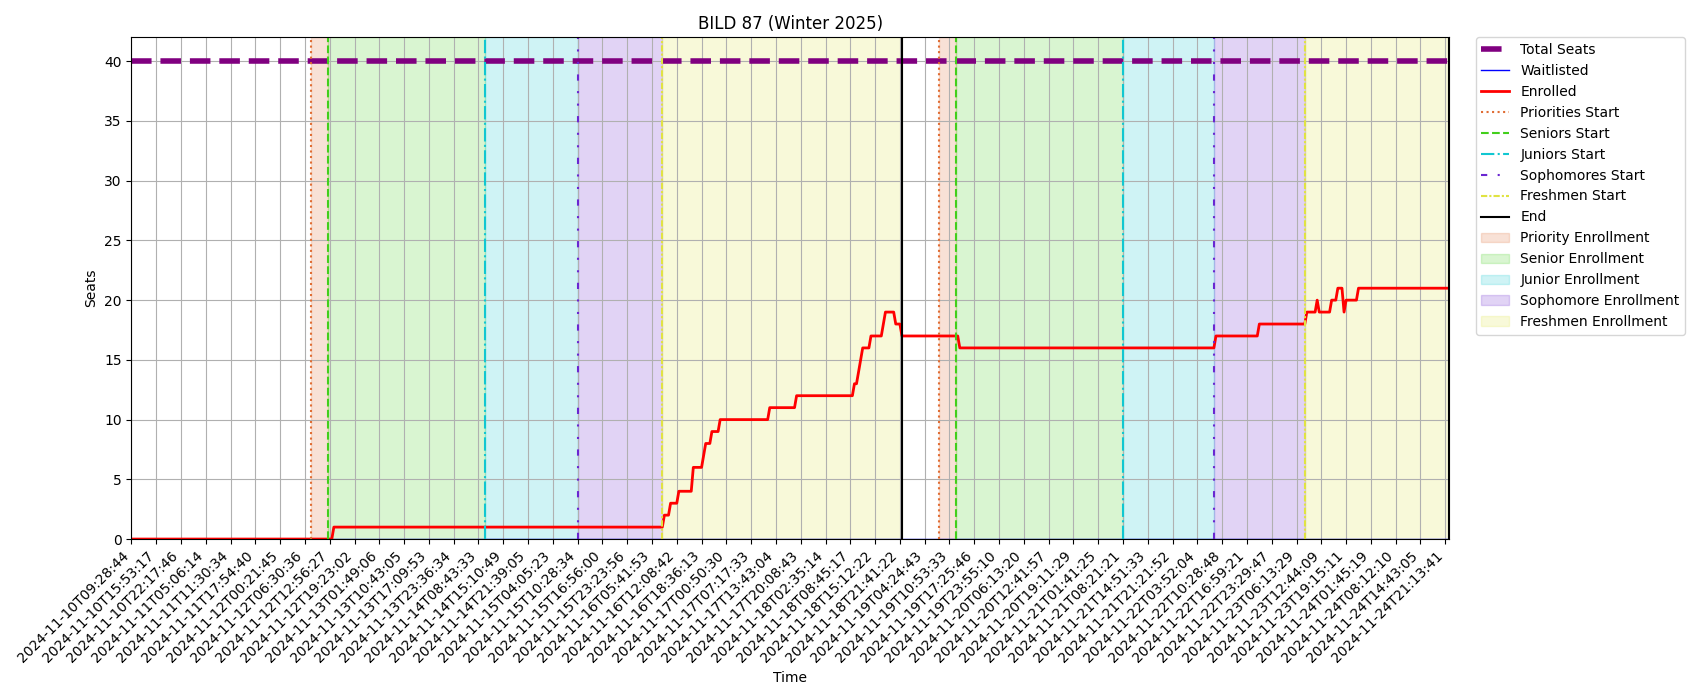 BILD 87 (Winter 2025)
40
35
30
25
20
15
10
5
0
Seats
2024-11-10T09:28:44
2024-11-10T15:53:17
2024-11-10T22:17:46
2024-11-11T05:06:14
2024-11-11T11:30:34
2024-11-11T17:54:40
2024-11-12T00:21:45
2024-11-12T06:30:36
2024-11-12T12:56:27
2024-11-12T19:23:02
2024-11-13T01:49:06
2024-11-13T10:43:05
2024-11-13T17:09:53
2024-11-13T23:36:34
2024-11-14T08:43:33
2024-11-14T15:10:49
2024-11-14T21:39:05
2024-11-15T04:05:23
2024-11-15T10:28:34
2024-11-15T16:56:00
2024-11-15T23:23:56
2024-11-16T05:41:53
2024-11-16T12:08:42
2024-11-16T18:36:13
2024-11-17T00:50:30
2024-11-17T07:17:33
2024-11-17T13:43:04
2024-11-17T20:08:43
2024-11-18T02:35:14
2024-11-18T08:45:17
2024-11-18T15:12:22
2024-11-18T21:41:22
2024-11-19T04:24:43
2024-11-19T10:53:33
2024-11-19T17:25:46
2024-11-19T23:55:10
2024-11-20T06:13:20
2024-11-20T12:41:57
2024-11-20T19:11:29
2024-11-21T01:41:25
2024-11-21T08:21:21
2024-11-21T14:51:33
2024-11-21T21:21:52
2024-11-22T03:52:04
2024-11-22T10:28:48
2024-11-22T16:59:21
2024-11-22T23:29:47
2024-11-23T06:13:29
2024-11-23T12:44:09
2024-11-23T19:15:11
2024-11-24T01:45:19
2024-11-24T08:12:10
2024-11-24T14:43:05
2024-11-24T21:13:41
Time
Total Seats
Waitlisted
Enrolled
Priorities Start
Seniors Start
Juniors Start
Sophomores Start
Freshmen Start
End
Priority Enrollment
Senior Enrollment
Junior Enrollment
Sophomore Enrollment
Freshmen Enrollment